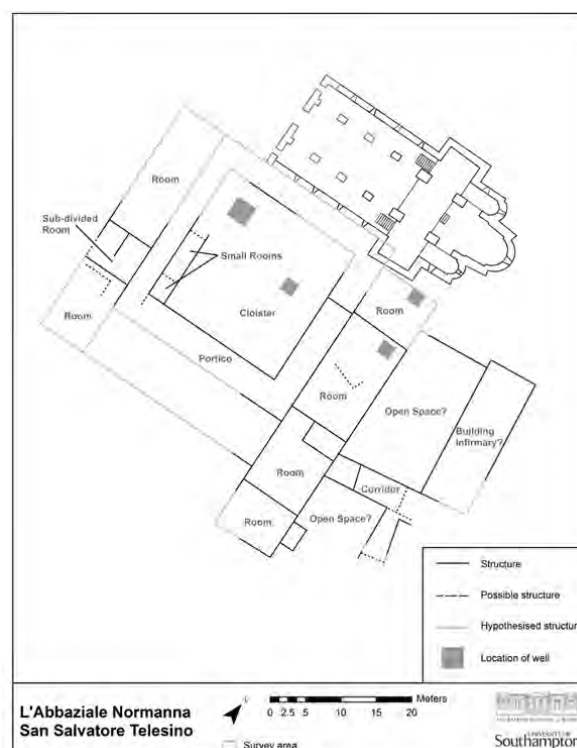 Room
Sub-divided
Room
Small Rooms
Room
Cloister
Room
Portico
Room
Open Space?
Building
Infirmary?
Room
Corridor
Room
Open Space?
Structure
Possible structure
Hypothesised structur
Location of well
L'Abbaziale Normanna
San Salvatore Telesino
Meters
0 2.5 5 10 15 20
Survey area
UNIVERSITY OF
Southampton